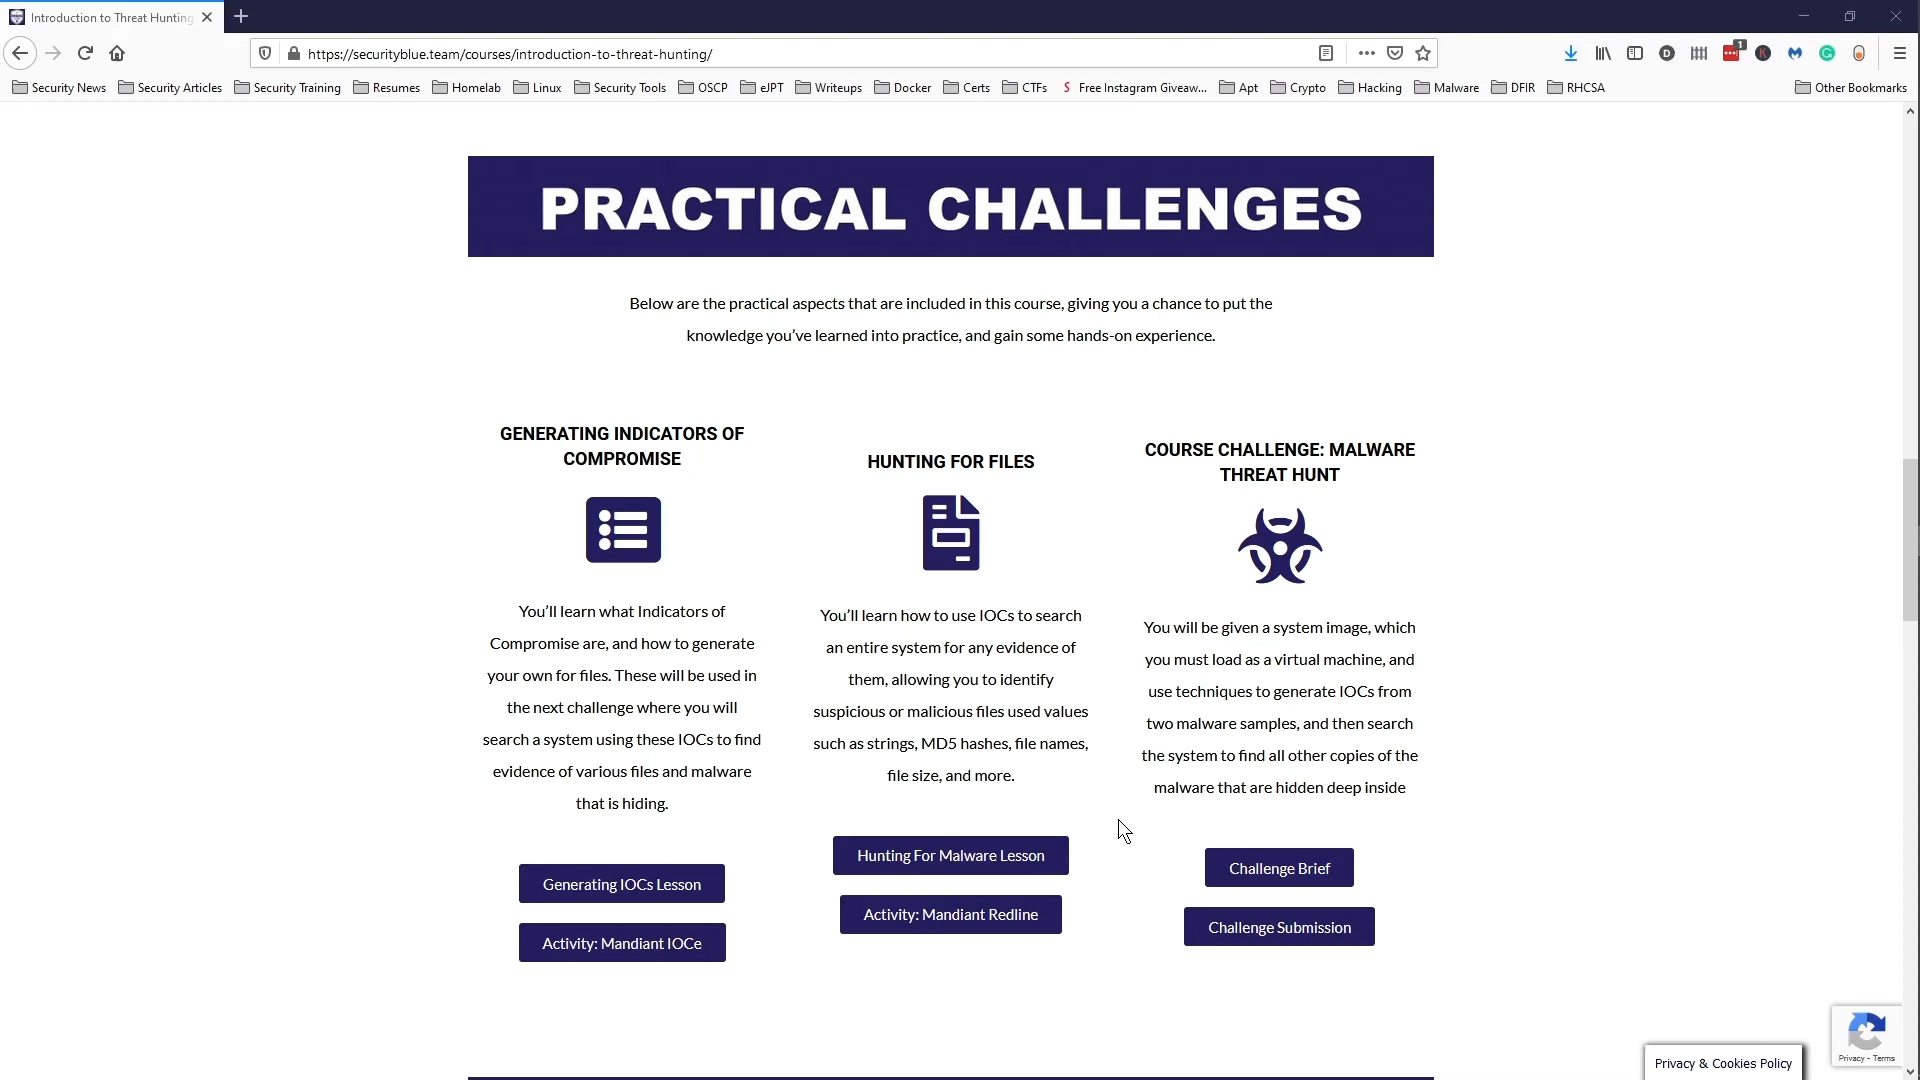 Introduction to Threat Hunting
https://securityblue.team/courses/introduction-to-threat-hunting/
1
Security News
Security Articles
Security Training
Resumes
Homelab
Linux
Security Tools
OSCP
eJPT
Writeups
Docker
Certs
CTFs
Free Instagram Giveaw...
Apt
Crypto
Hacking
Malware
DFIR
RHCSA
Other Bookmarks
PRACTICAL CHALLENGES
Below are the practical aspects that are included in this course, giving you a chance to put the
knowledge you’ve learned into practice, and gain some hands-on experience.
GENERATING INDICATORS OF
COMPROMISE
You’ll learn what Indicators of
Compromise are, and how to generate
your own for files. These will be used in
the next challenge where you will
search a system using these IOCs to find
evidence of various files and malware
that is hiding.
Generating IOCs Lesson
Activity: Mandiant IOCe
HUNTING FOR FILES
You’ll learn how to use IOCs to search
an entire system for any evidence of
them, allowing you to identify
suspicious or malicious files used values
such as strings, MD5 hashes, file names,
file size, and more.
Hunting For Malware Lesson
Activity: Mandiant Redline
COURSE CHALLENGE: MALWARE
THREAT HUNT
You will be given a system image, which
you must load as a virtual machine, and
use techniques to generate IOCs from
two malware samples, and then search
the system to find all other copies of the
malware that are hidden deep inside
Challenge Brief
Challenge Submission
Privacy - Terms
Privacy & Cookies Policy